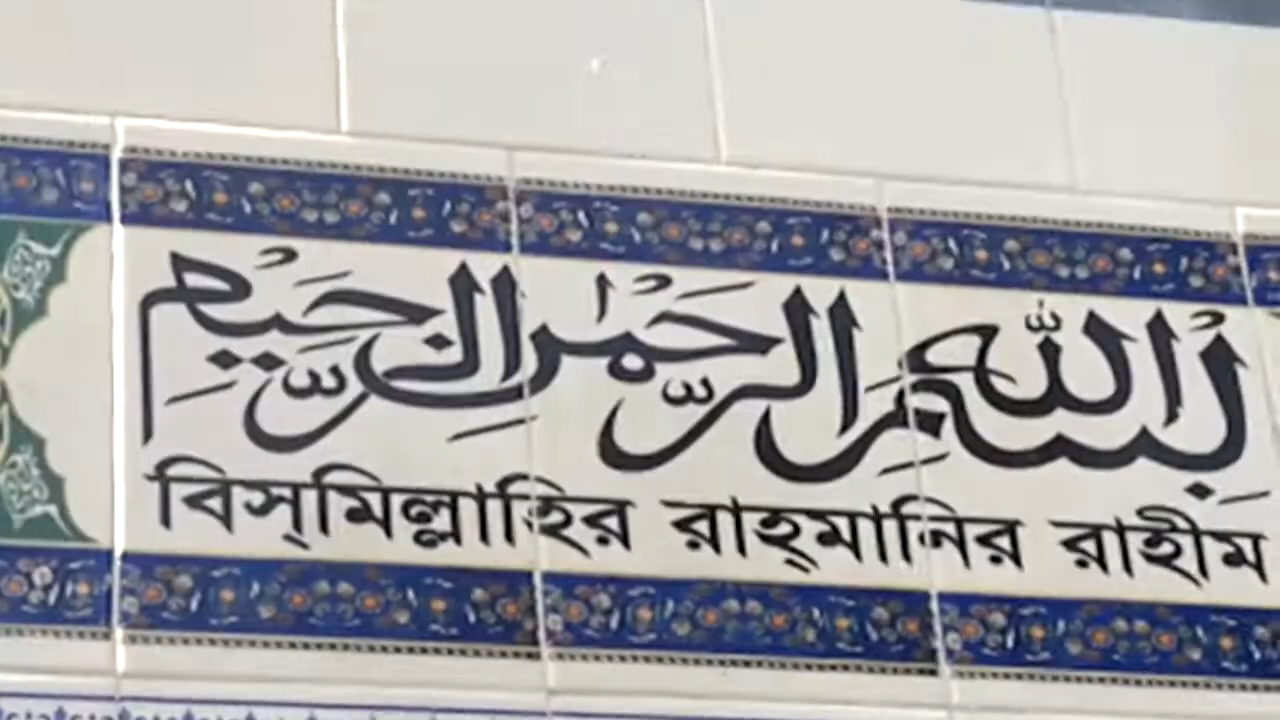 بسم الله الرحمن الرحيم
বিস্‌মিল্লাহির রাহ্‌মানির রাহীম